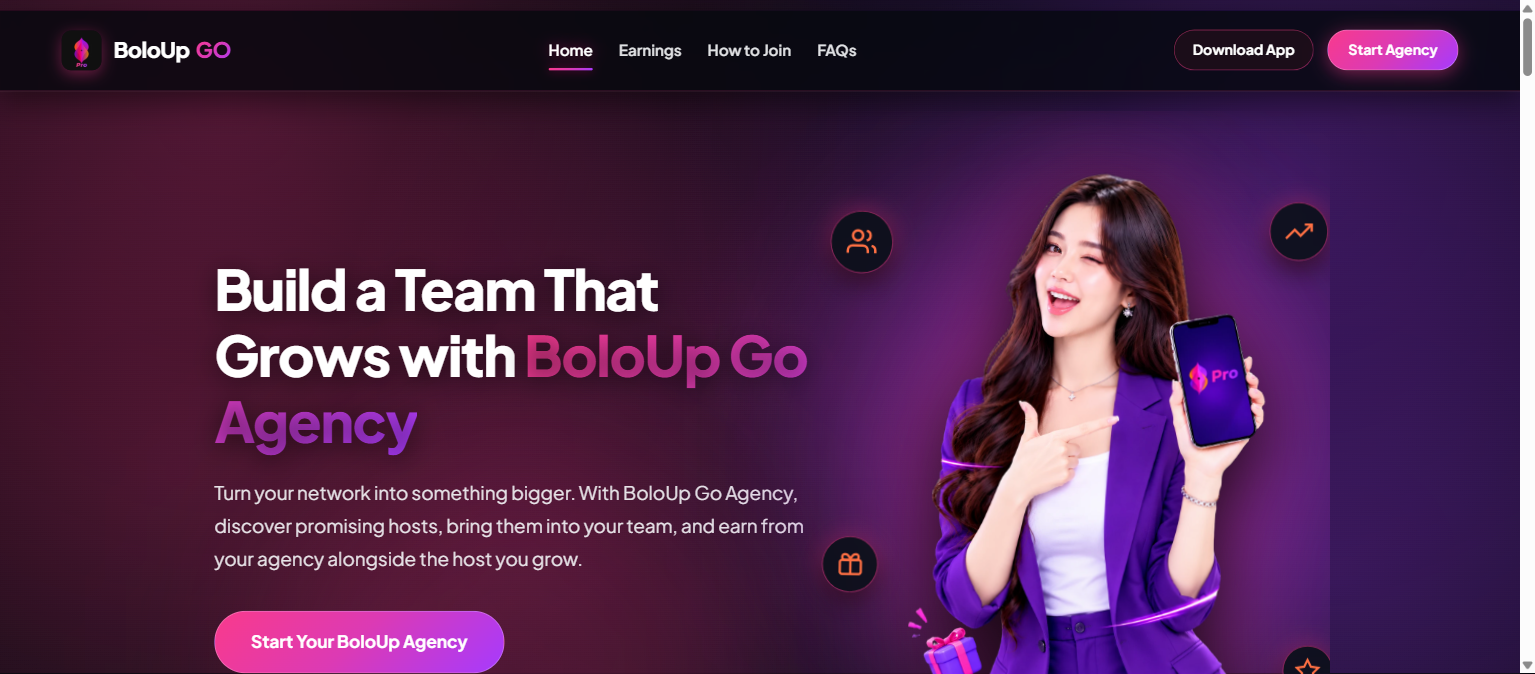 BoloUp GO
Pro
Home
Earnings
How to Join
FAQs
Download App
Start Agency
Build a Team That
Grows with BoloUp Go
Agency
Turn your network into something bigger. With BoloUp Go Agency,
discover promising hosts, bring them into your team, and earn from
your agency alongside the host you grow.
Start Your BoloUp Agency
Pro